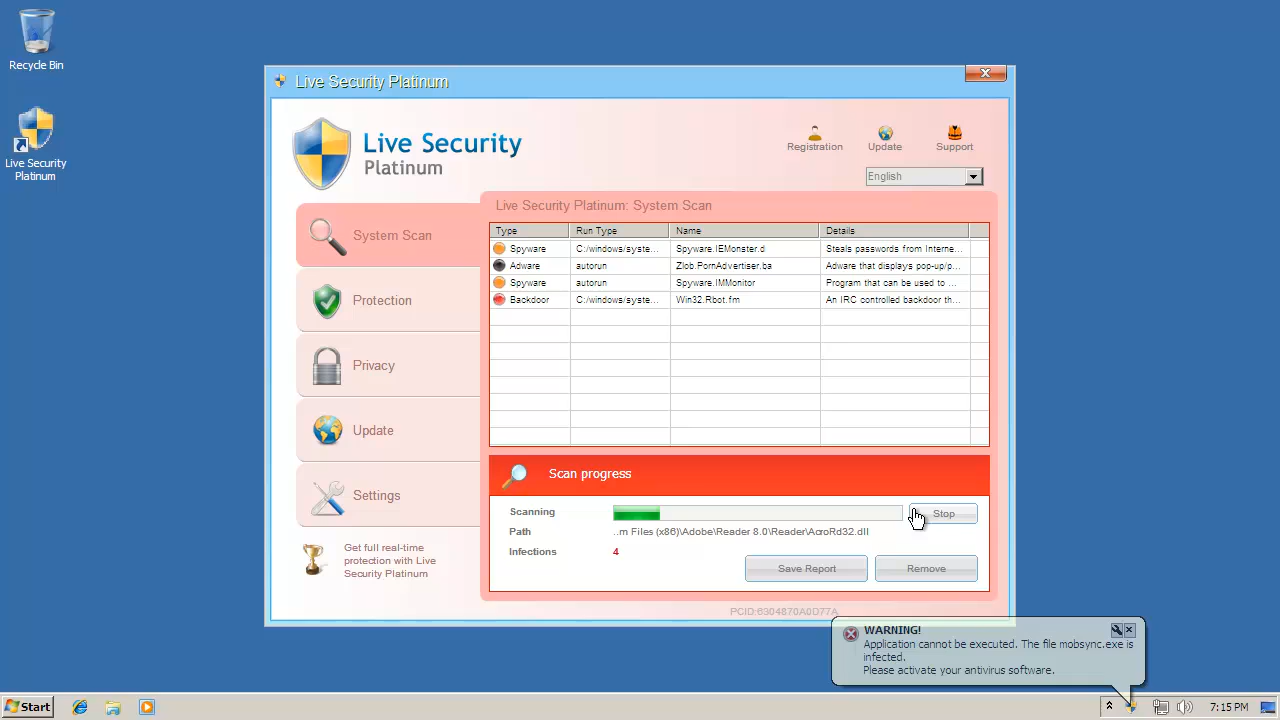 Recycle Bin
Live Security
Platinum
Live Security Platinum
Live Security
Platinum
Registration
Update
Support
English
System Scan
Protection
Privacy
Update
Settings
Get full real-time
protection with Live
Security Platinum
Live Security Platinum: System Scan
Type Run Type Name Details
Spyware C:/windows/syste... Spyware.IEMonster.d Steals passwords from Interne...
Adware autorun Zlob.PornAdvertiser.ba Adware that displays pop-up/p...
Spyware autorun Spyware.IMMonitor Program that can be used to ...
Backdoor C:/windows/syste... Win32.Rbot.fm An IRC controlled backdoor th...
Scan progress
Scanning
Stop
Path ..m Files (x86)\Adobe\Reader 8.0\Reader\AcroRd32.dll
Infections 4
Save Report
Remove
PCID:6304870A0D77A
WARNING!
Application cannot be executed. The file mobsync.exe is
infected.
Please activate your antivirus software.
Start
7:15 PM